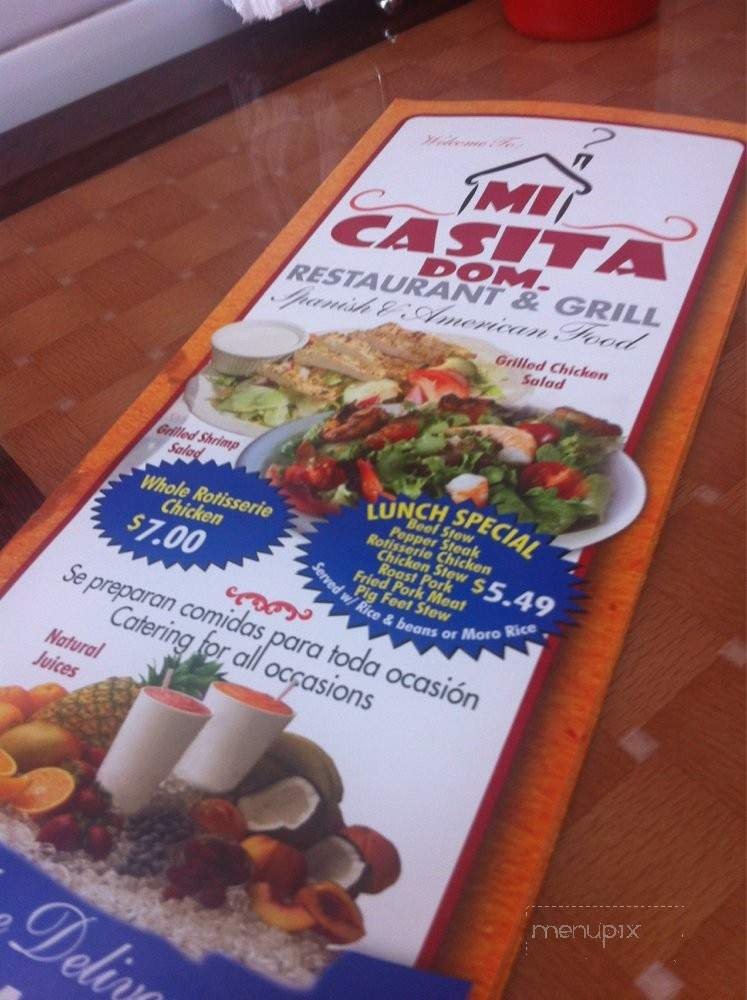 Welcome To:
MI
CASITA
DOM.
RESTAURANT & GRILL
Spanish & American Food
Grilled Chicken
Salad
Grilled Shrimp
Salad
Whole Rotisserie
Chicken
$7.00
LUNCH SPECIAL
Beef Stew
Pepper Steak
Rotisserie Chicken
Chicken Stew
Roast Pork
Fried Pork Meat
Pig Feet Stew
$5.49
Served w/ Rice & beans or Moro Rice
Se preparan comidas para toda ocasión
Catering for all occasions
Natural
Juices
menupix